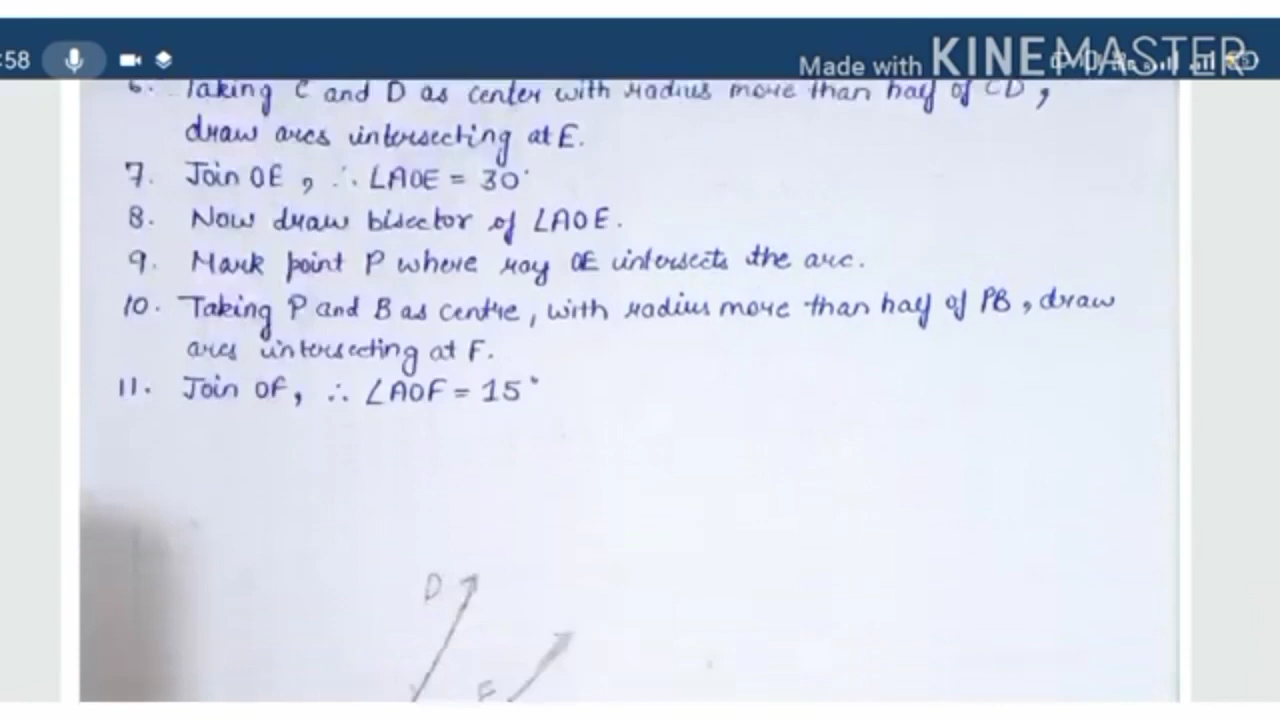 :58
Made with KINEMASTER
6. Taking C and D as center with radius more than half of CD,
draw arcs intersecting at E.
7. Join OE, ∴ ∠AOE = 30°
8. Now draw bisector of ∠AOE.
9. Mark point P where ray OE intersects the arc.
10. Taking P and B as centre, with radius more than half of PB, draw
arcs intersecting at F.
11. Join OF, ∴ ∠AOF = 15°
D